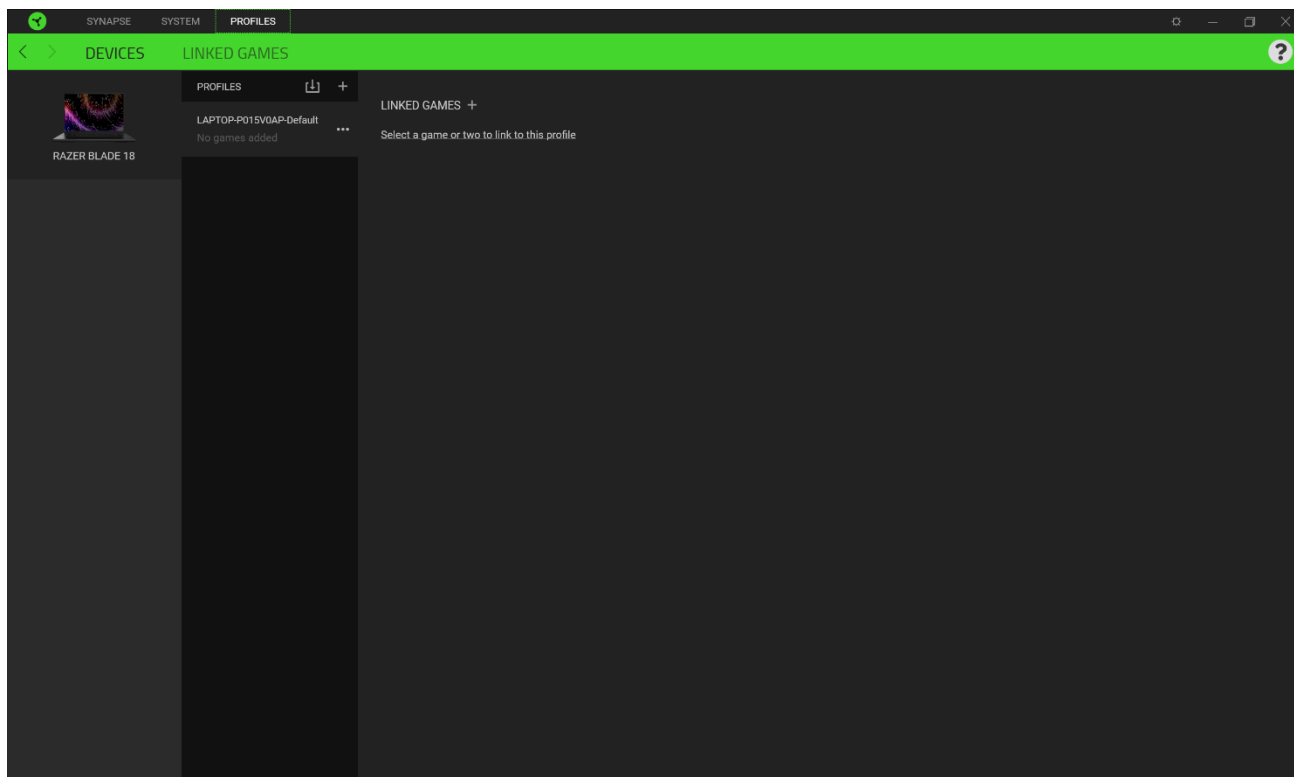 SYNAPSE SYSTEM PROFILES
DEVICES LINKED GAMES
?
RAZER BLADE 18
PROFILES
LAPTOP-P015V0AP-Default
No games added
LINKED GAMES +
Select a game or two to link to this profile